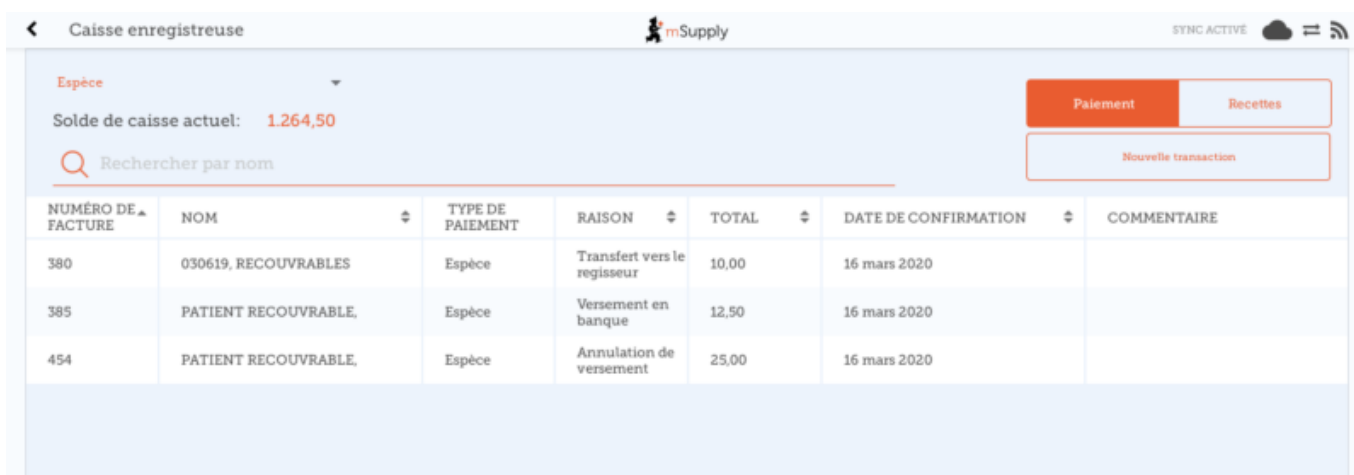 Caisse enregistreuse
mSupply
SYNC ACTIVÉ
Espèce
Solde de caisse actuel: 1.264,50
Rechercher par nom
Paiement
Recettes
Nouvelle transaction
NUMÉRO DE
FACTURE
NOM
TYPE DE
PAIEMENT
RAISON
TOTAL
DATE DE CONFIRMATION
COMMENTAIRE
380
030619, RECOUVRABLES
Espèce
Transfert vers le
regisseur
10,00
16 mars 2020
385
PATIENT RECOUVRABLE,
Espèce
Versement en
banque
12,50
16 mars 2020
454
PATIENT RECOUVRABLE,
Espèce
Annulation de
versement
25,00
16 mars 2020